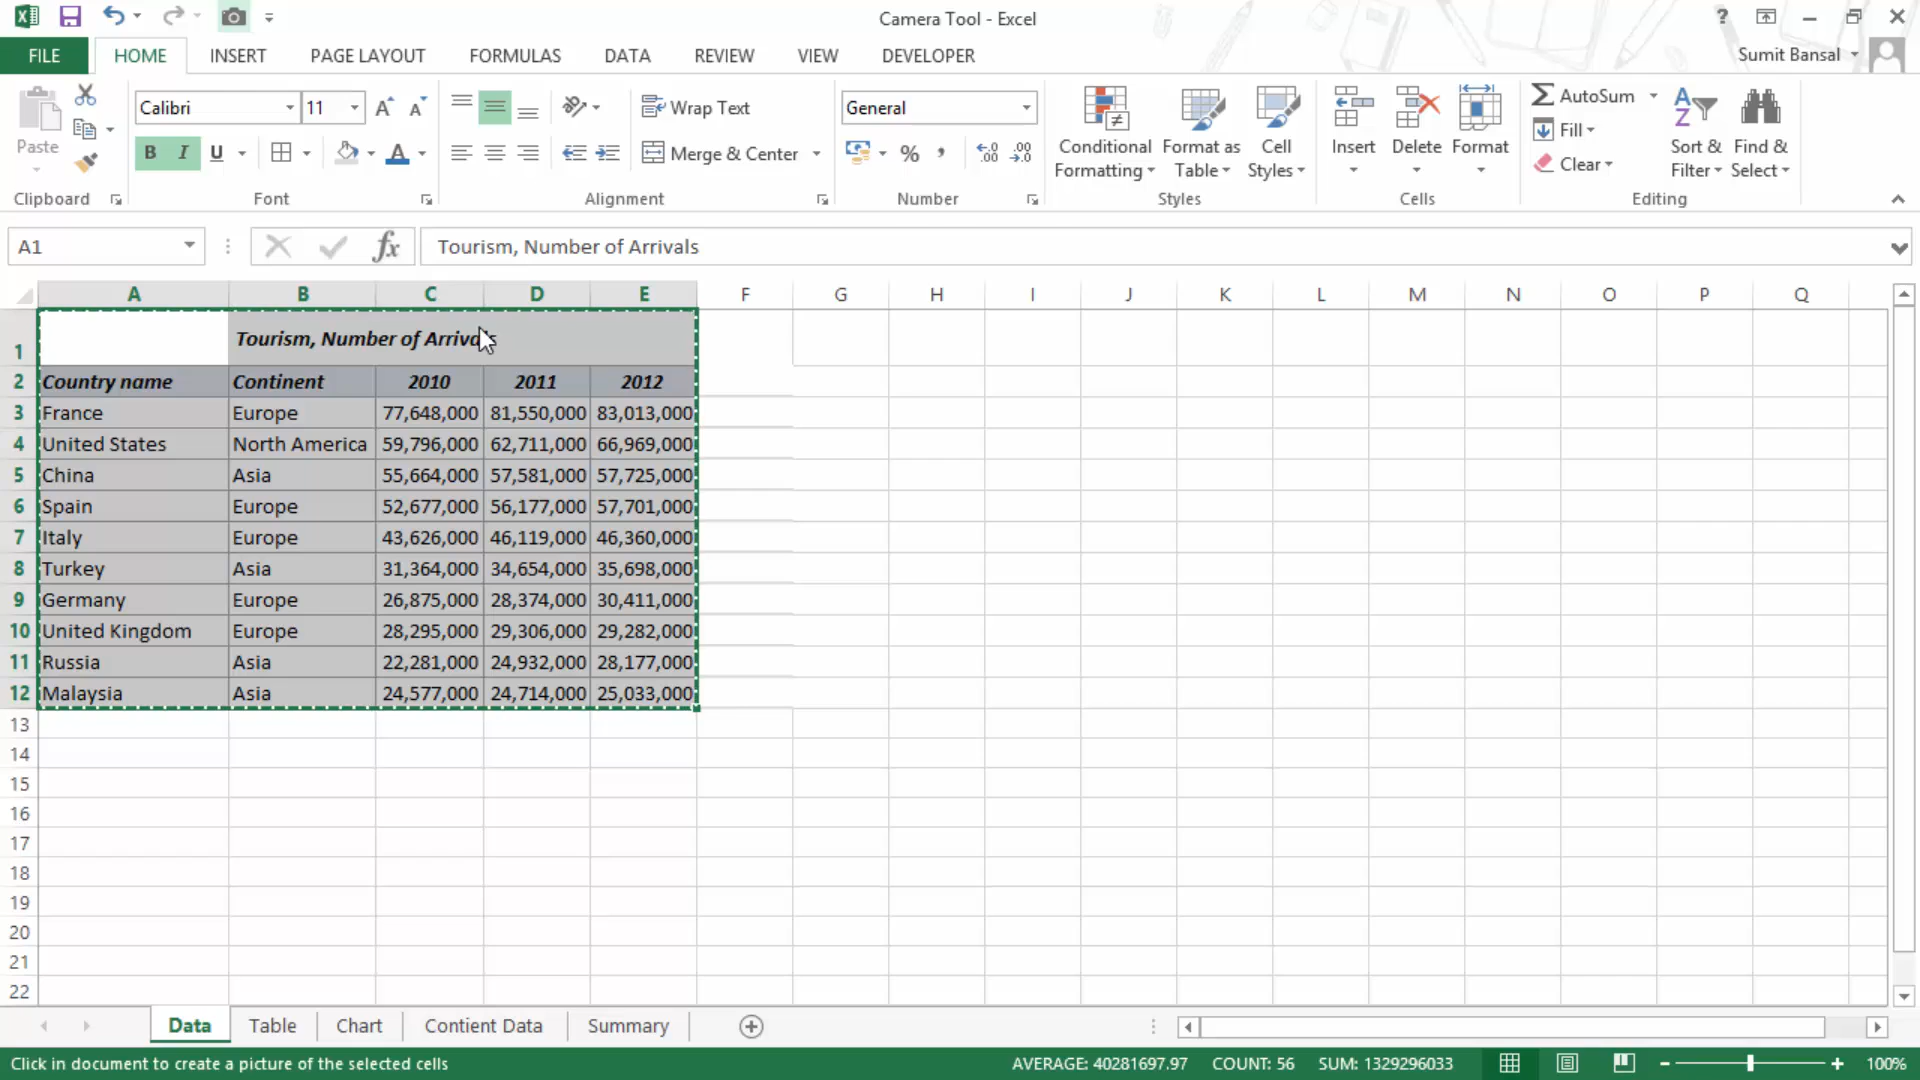 Camera Tool - Excel
?
FILE HOME INSERT PAGE LAYOUT FORMULAS DATA REVIEW VIEW DEVELOPER Sumit Bansal
Paste Calibri 11 Wrap Text General Conditional Formatting Format as Table Cell Styles Insert Delete Format AutoSum Sort & Filter Find & Select
B I U Merge & Center % Fill
Clear
Clipboard Font Alignment Number Styles Cells Editing
A1 fx Tourism, Number of Arrivals
A B C D E F G H I J K L M N O P Q
1 Tourism, Number of Arrivals
2 Country name Continent 2010 2011 2012
3 France Europe 77,648,000 81,550,000 83,013,000
4 United States North America 59,796,000 62,711,000 66,969,000
5 China Asia 55,664,000 57,581,000 57,725,000
6 Spain Europe 52,677,000 56,177,000 57,701,000
7 Italy Europe 43,626,000 46,119,000 46,360,000
8 Turkey Asia 31,364,000 34,654,000 35,698,000
9 Germany Europe 26,875,000 28,374,000 30,411,000
10 United Kingdom Europe 28,295,000 29,306,000 29,282,000
11 Russia Asia 22,281,000 24,932,000 28,177,000
12 Malaysia Asia 24,577,000 24,714,000 25,033,000
13
14
15
16
17
18
19
20
21
22
Data Table Chart Contient Data Summary
Click in document to create a picture of the selected cells AVERAGE: 40281697.97 COUNT: 56 SUM: 1329296033 100%